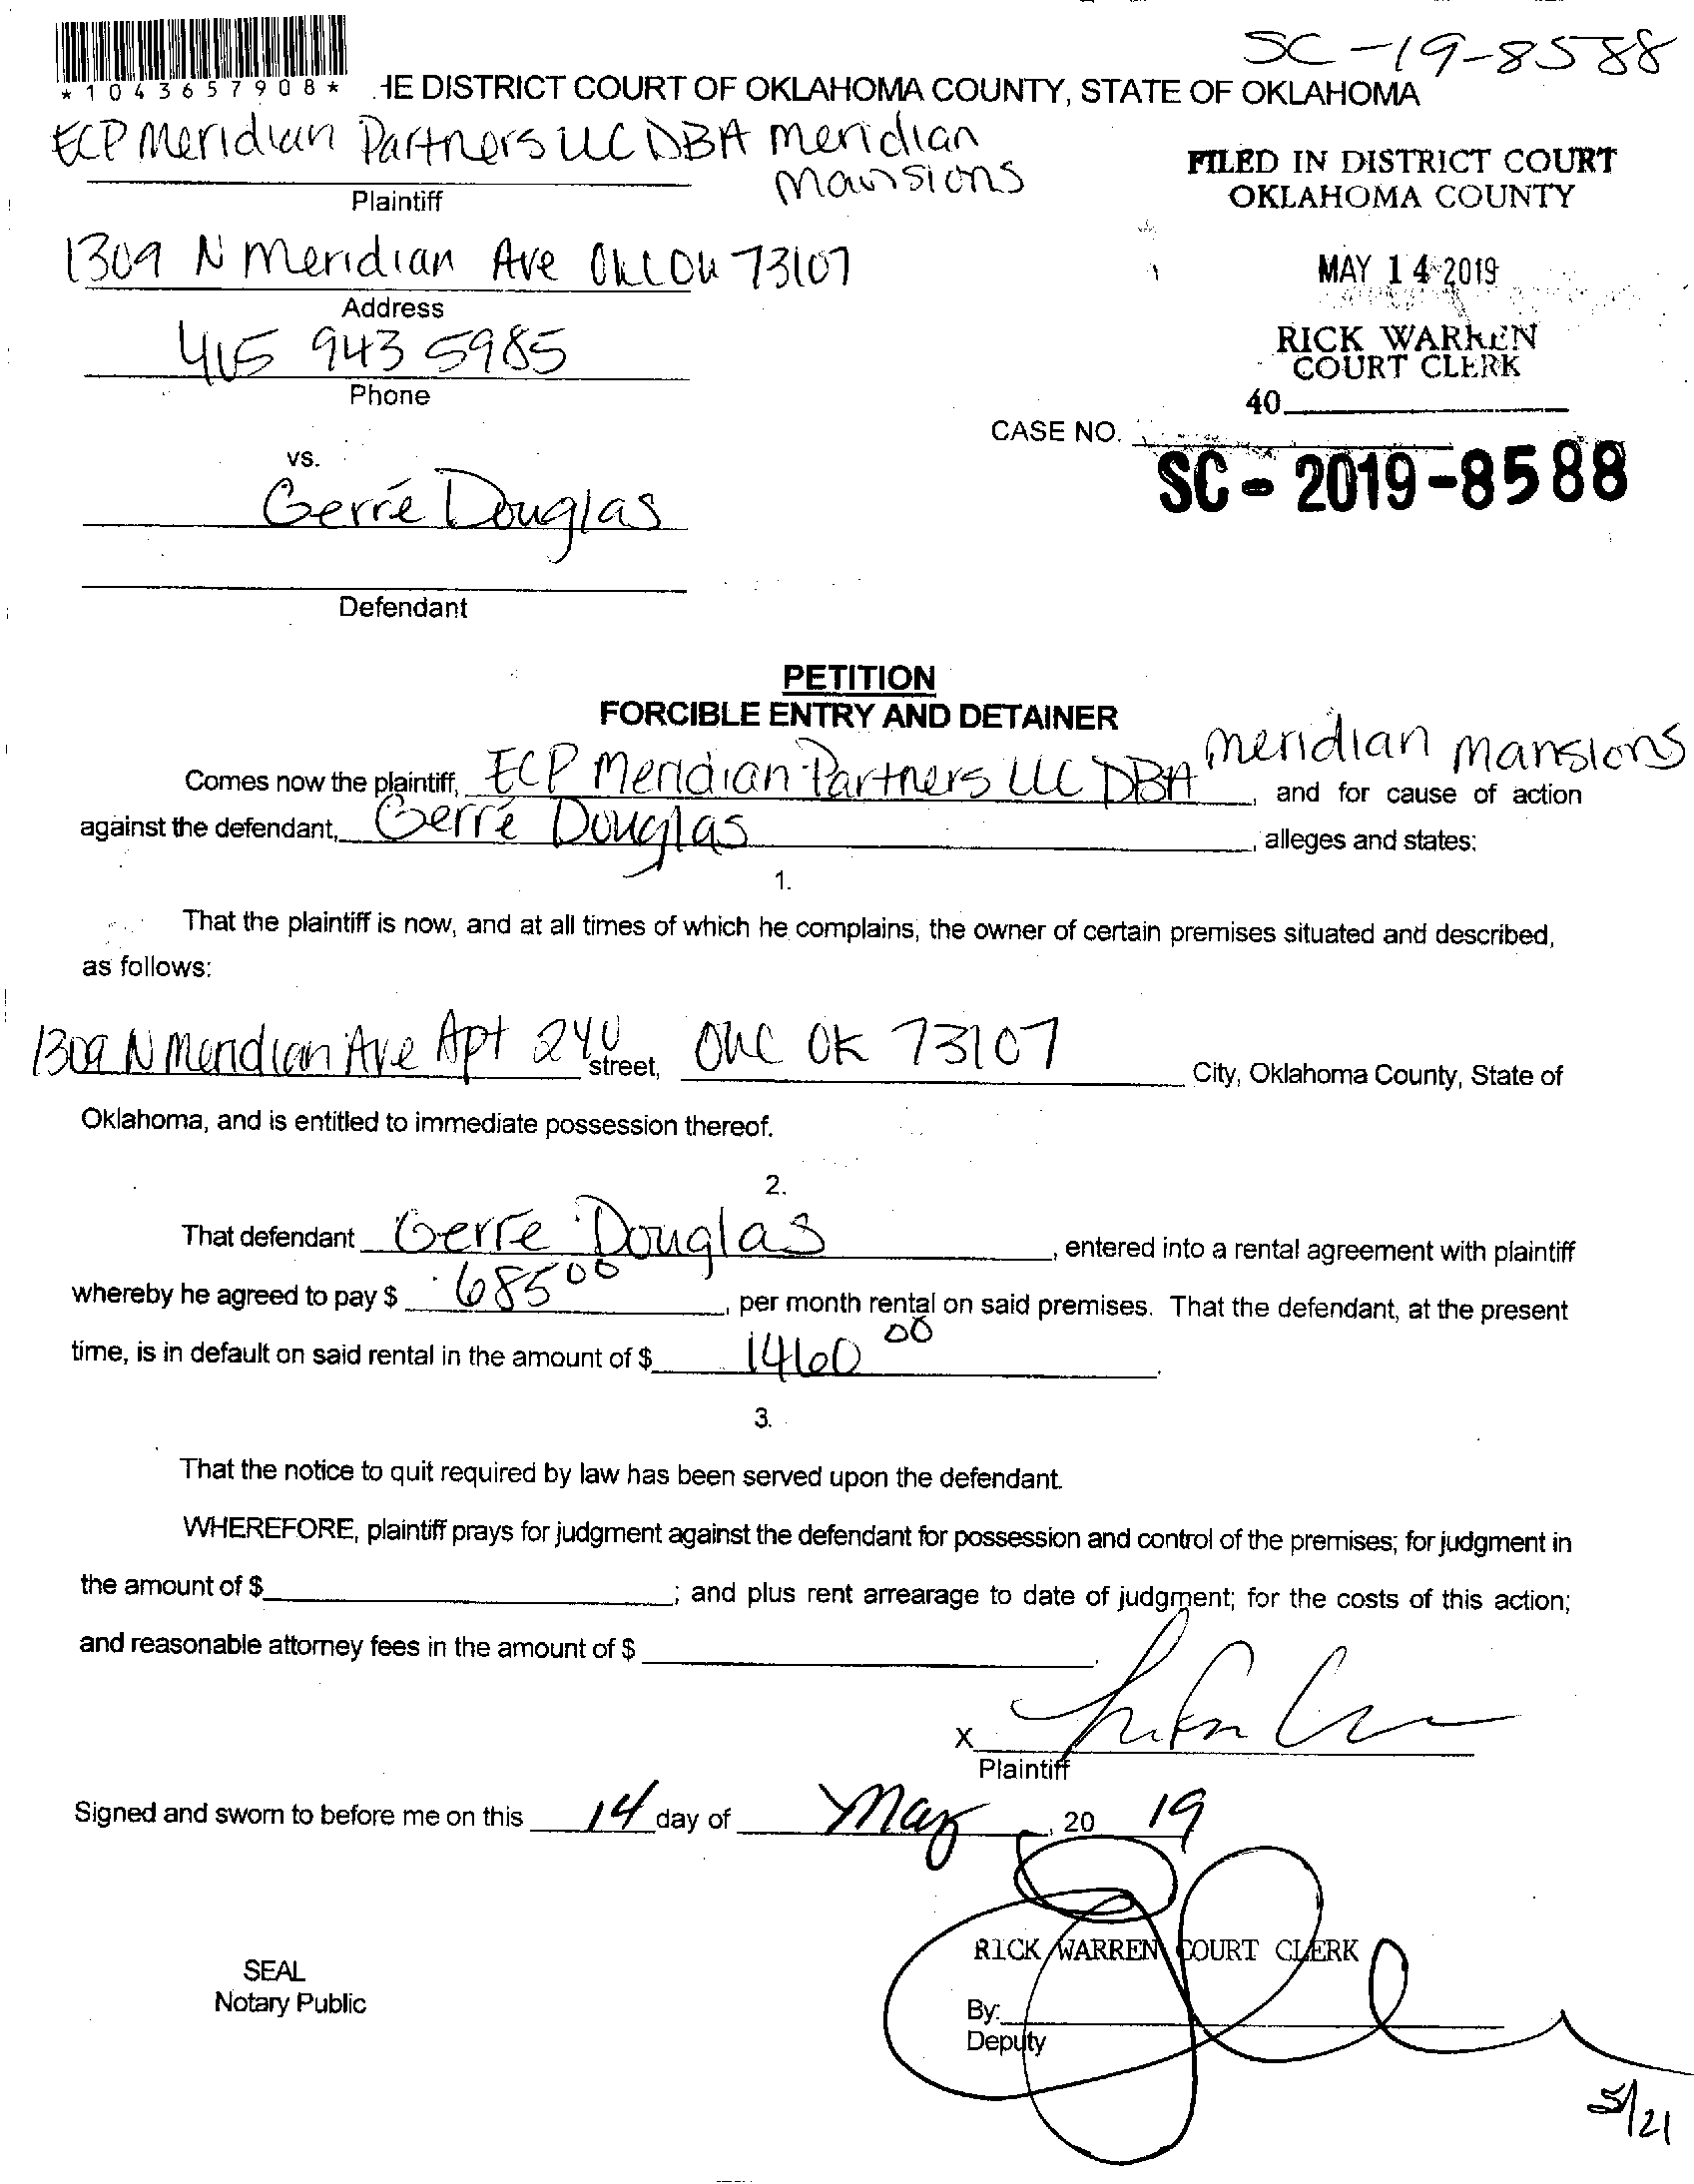 SC-19-8588
*1043657908* HE DISTRICT COURT OF OKLAHOMA COUNTY, STATE OF OKLAHOMA
ECP Meridian Partners LLC DBA Meridian
Mansions
Plaintiff
FILED IN DISTRICT COURT
OKLAHOMA COUNTY
1309 N Meridian Ave OKC OK 73107
Address
MAY 14 2019
415 943 5985
Phone
RICK WARREN
COURT CLERK
40
CASE NO.
SC-2019-8588
vs.
Gerré Douglas
Defendant
PETITION
FORCIBLE ENTRY AND DETAINER
Comes now the plaintiff, ECP Meridian Partners LLC DBA Meridian Mansions, and for cause of action
against the defendant, Gerré Douglas, alleges and states:
1.
That the plaintiff is now, and at all times of which he complains, the owner of certain premises situated and described,
as follows:
1309 N Meridian Ave Apt 240 street, OKC OK 73107 City, Oklahoma County, State of
Oklahoma, and is entitled to immediate possession thereof.
2.
That defendant Gerre Douglas, entered into a rental agreement with plaintiff
whereby he agreed to pay $ 685 00, per month rental on said premises. That the defendant, at the present
time, is in default on said rental in the amount of $ 1460 00.
3.
That the notice to quit required by law has been served upon the defendant.
WHEREFORE, plaintiff prays for judgment against the defendant for possession and control of the premises; for judgment in
the amount of $ ; and plus rent arrearage to date of judgment; for the costs of this action;
and reasonable attorney fees in the amount of $ .
X
Plaintiff
Signed and sworn to before me on this 14 day of May, 20 19
RICK WARREN COURT CLERK
SEAL
Notary Public
By:
Deputy
5/21